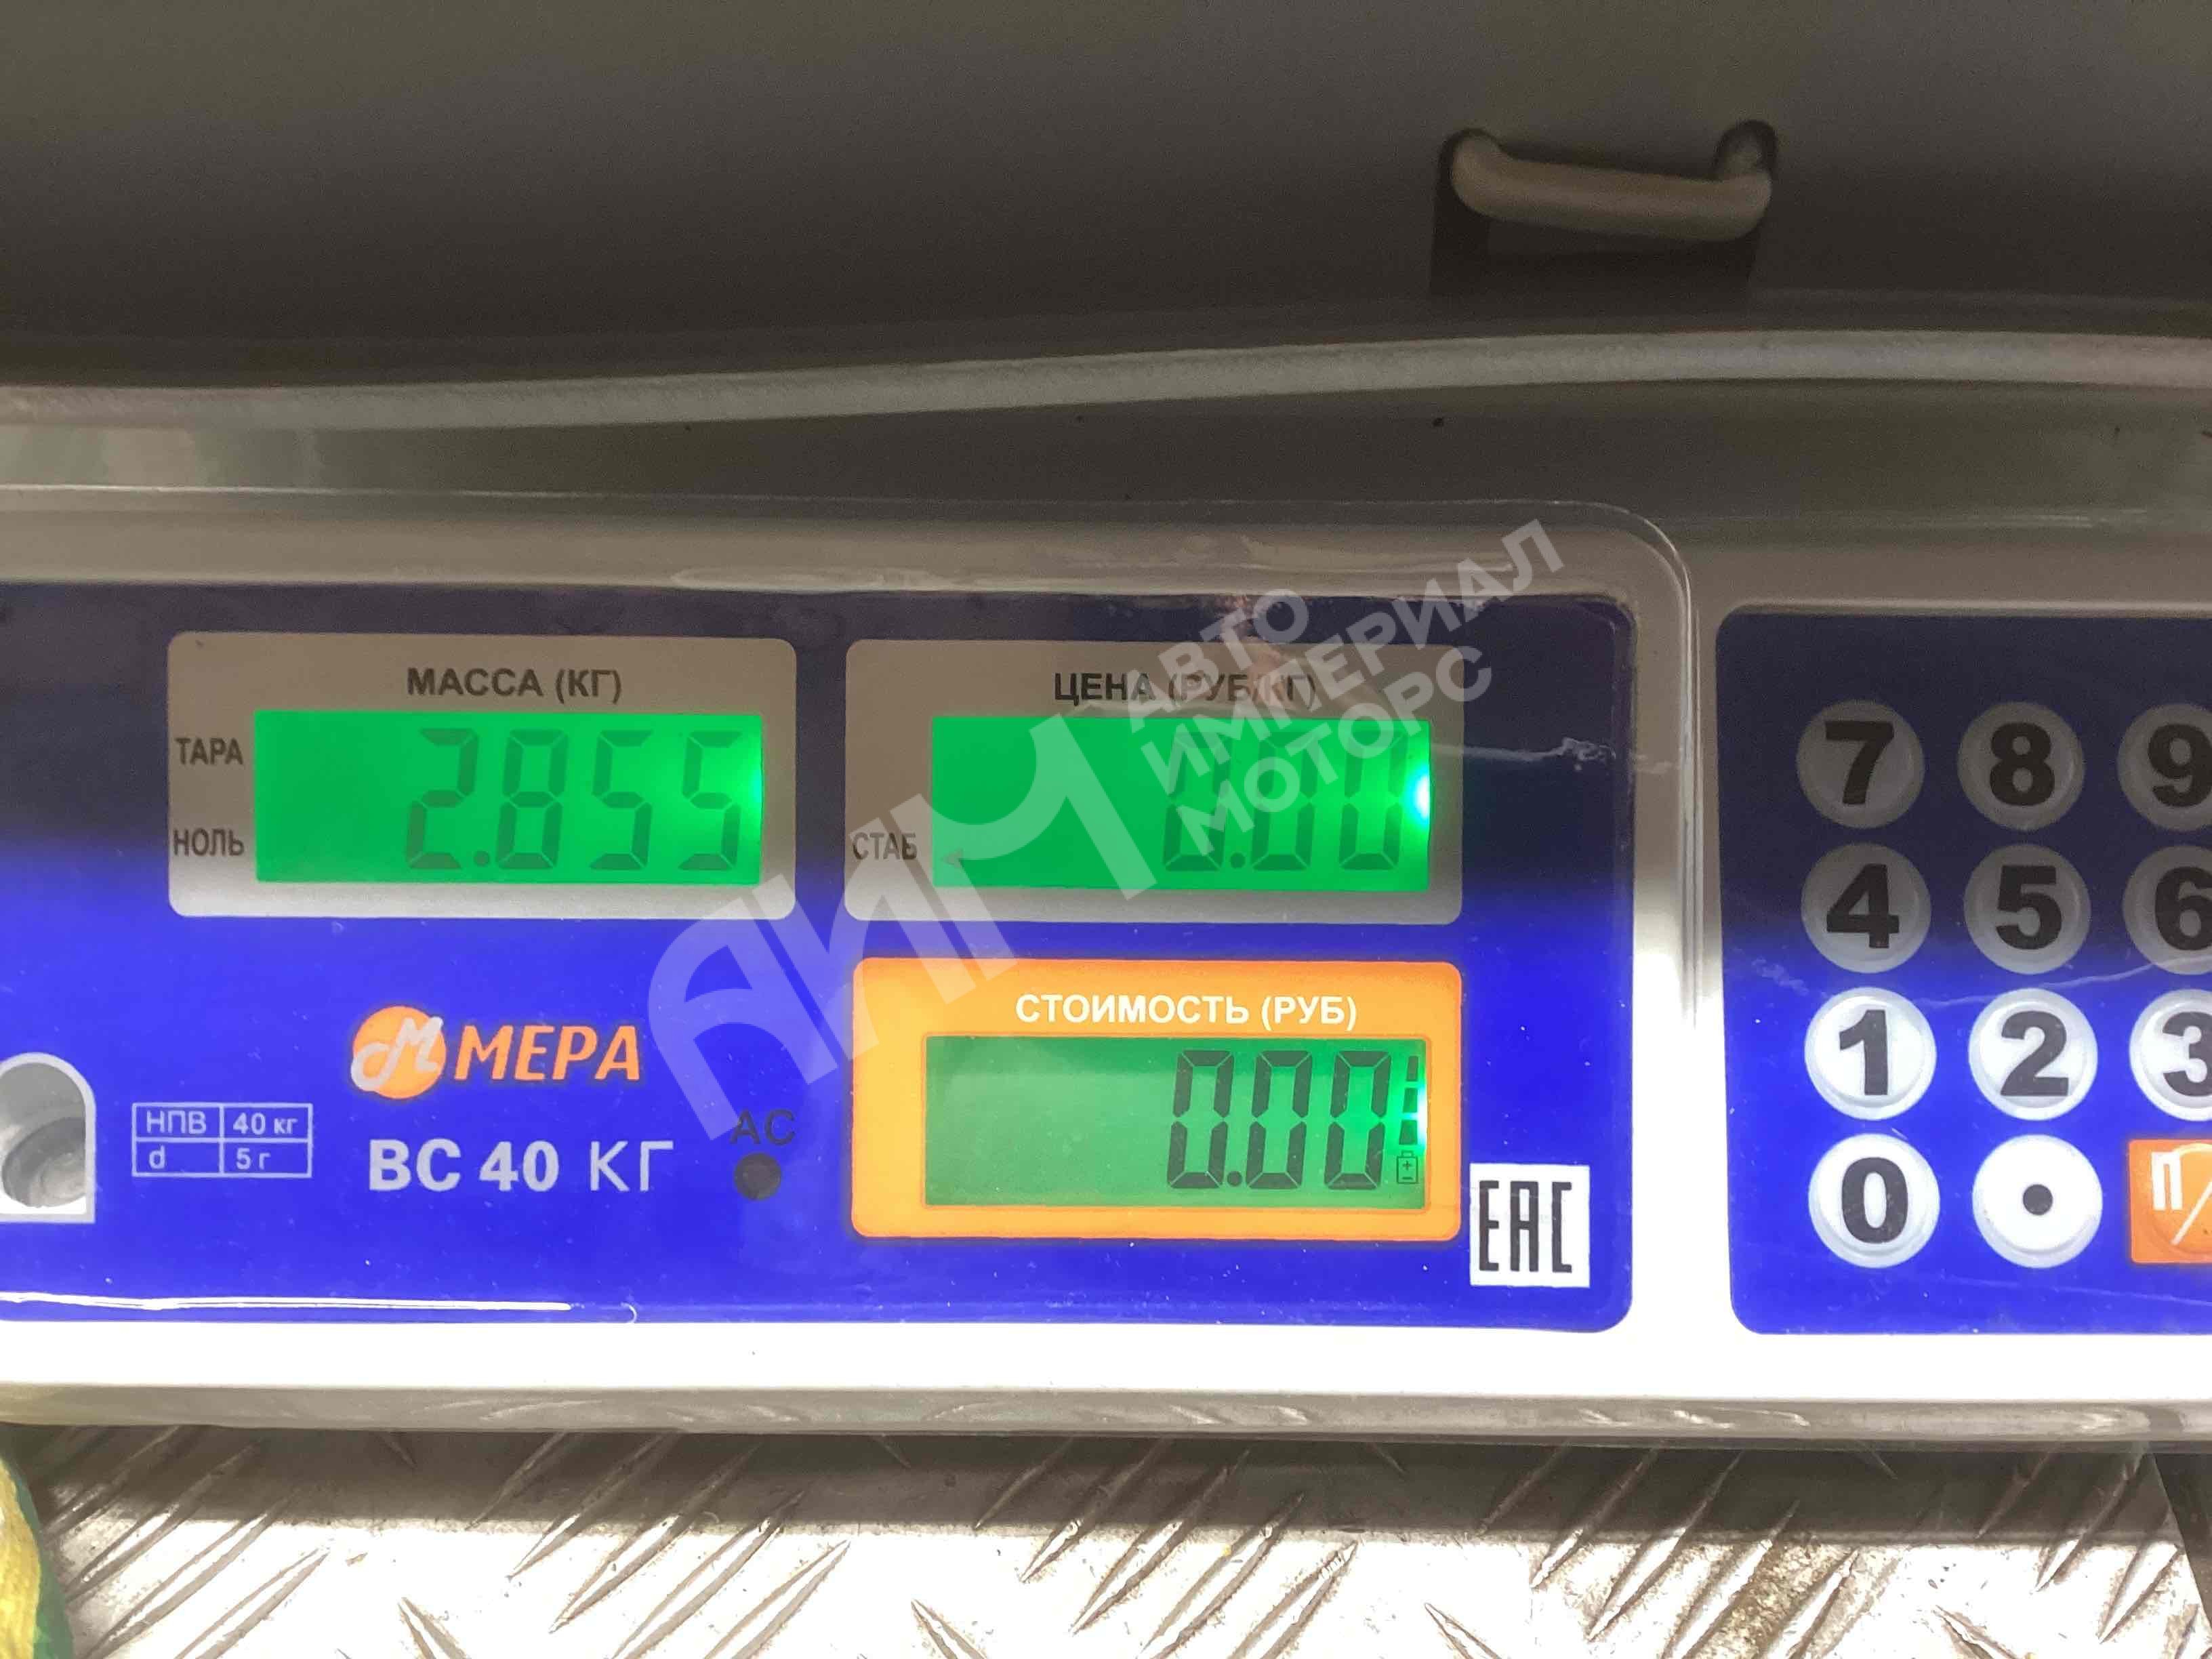 МАССА (КГ)
ТАРА
НОЛЬ
2.855
ЦЕНА (РУБ/КГ)
СТАБ
0.00
АВТО
ИМПЕРИАЛ
МОТОРС
АИМ
СТОИМОСТЬ (РУБ)
0.00
МЕРА
НПВ 40 кг
d 5 г
ВС 40 КГ
AC
EAC
7 8 9
4 5 6
1 2 3
0 •
П/